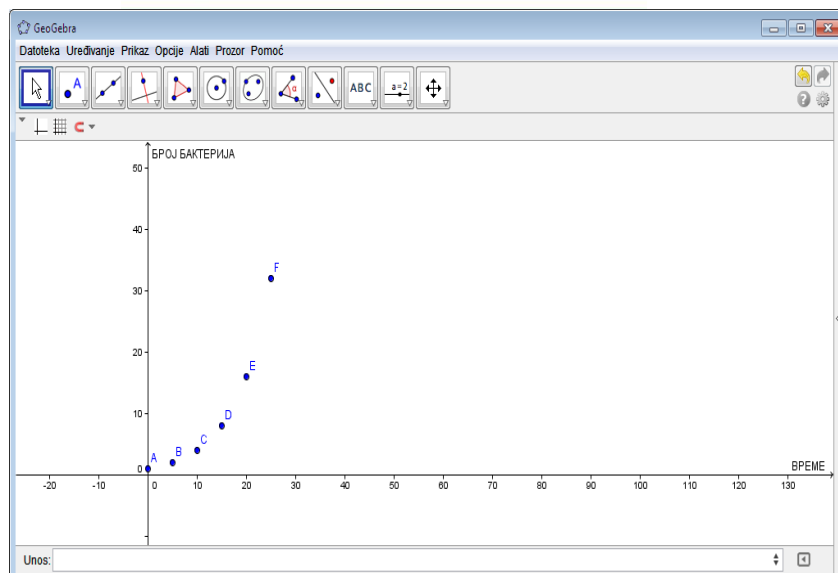 GeoGebra
Datoteka Uređivanje Prikaz Opcije Alati Prozor Pomoć
A
α
ABC
a = 2
БРОЈ БАКТЕРИЈА
50
40
30
20
10
0
F
E
D
C
B
A
ВРЕМЕ
-20 -10 0 10 20 30 40 50 60 70 80 90 100 110 120 130
Unos: